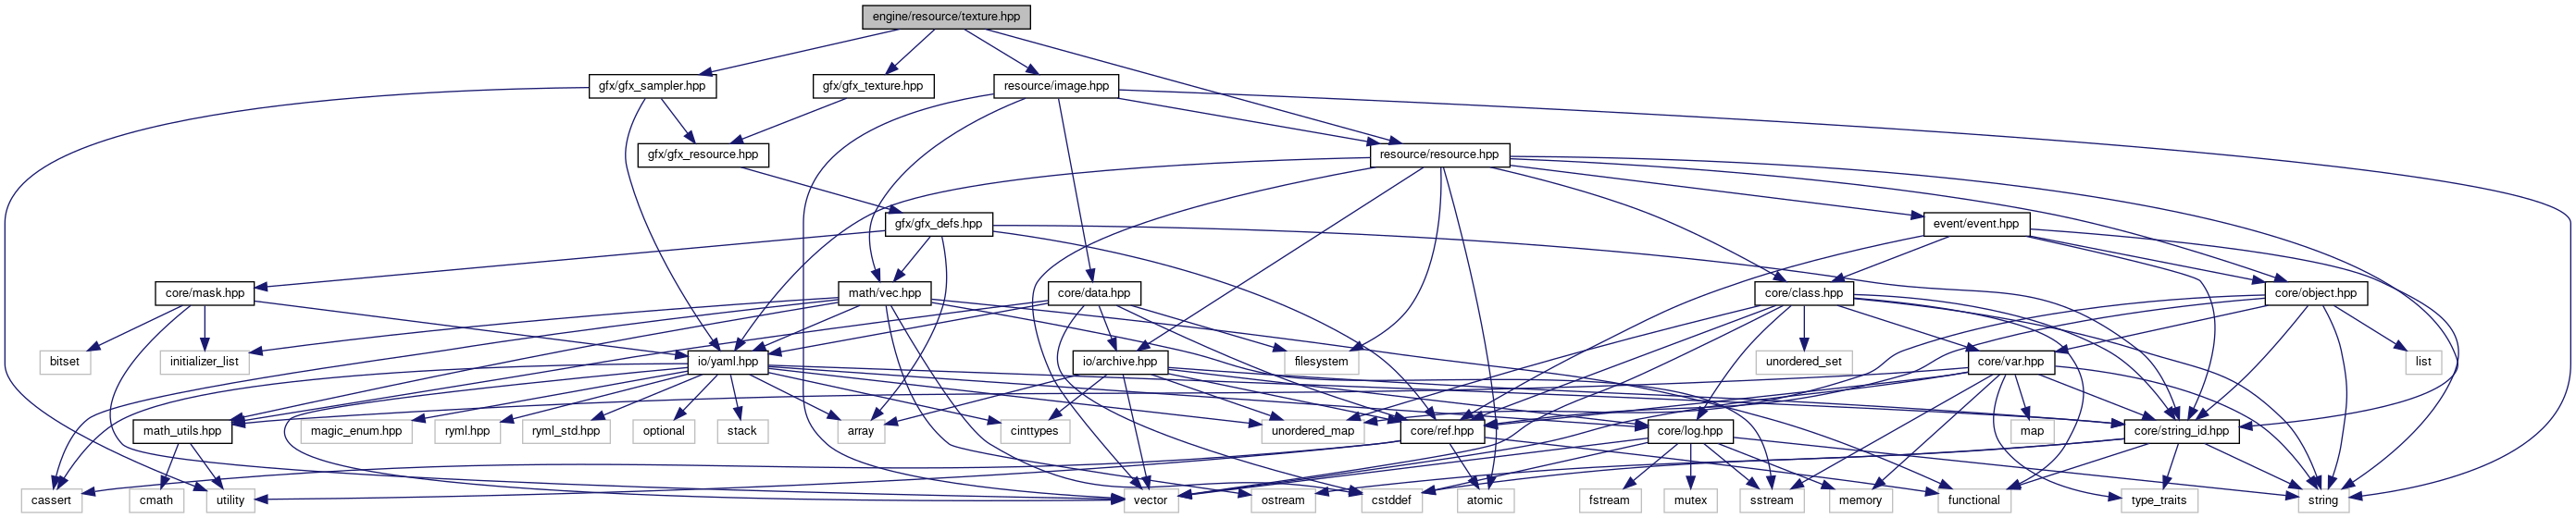 engine/resource/texture.hpp
gfx/gfx_sampler.hpp
gfx/gfx_texture.hpp
resource/image.hpp
gfx/gfx_resource.hpp
resource/resource.hpp
gfx/gfx_defs.hpp
event/event.hpp
core/mask.hpp
math/vec.hpp
core/data.hpp
core/class.hpp
core/object.hpp
bitset
initializer_list
io/yaml.hpp
io/archive.hpp
filesystem
unordered_set
core/var.hpp
list
math_utils.hpp
magic_enum.hpp
ryml.hpp
ryml_std.hpp
optional
stack
array
cinttypes
unordered_map
core/ref.hpp
core/log.hpp
map
core/string_id.hpp
cassert
cmath
utility
vector
ostream
cstddef
atomic
fstream
mutex
sstream
memory
functional
type_traits
string